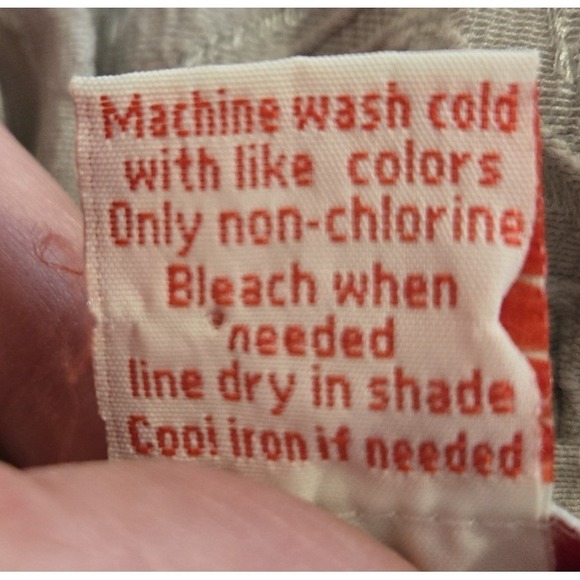 Machine wash cold
with like colors
Only non-chlorine
Bleach when
needed
line dry in shade
Cool iron if needed